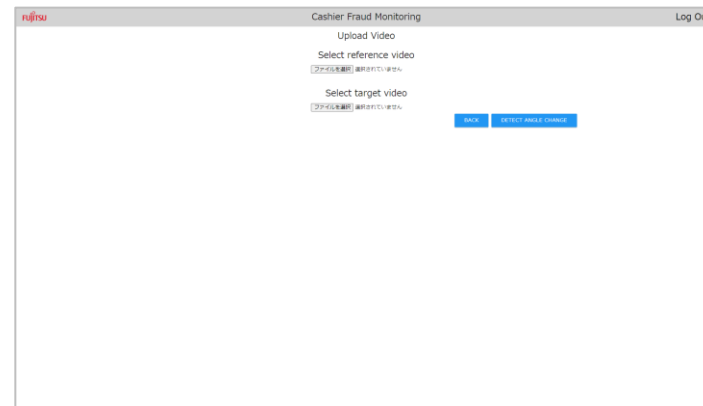 FUJITSU
Cashier Fraud Monitoring
Log Ou
Upload Video
Select reference video
ファイルを選択 選択されていません
Select target video
ファイルを選択 選択されていません
BACK
DETECT ANGLE CHANGE